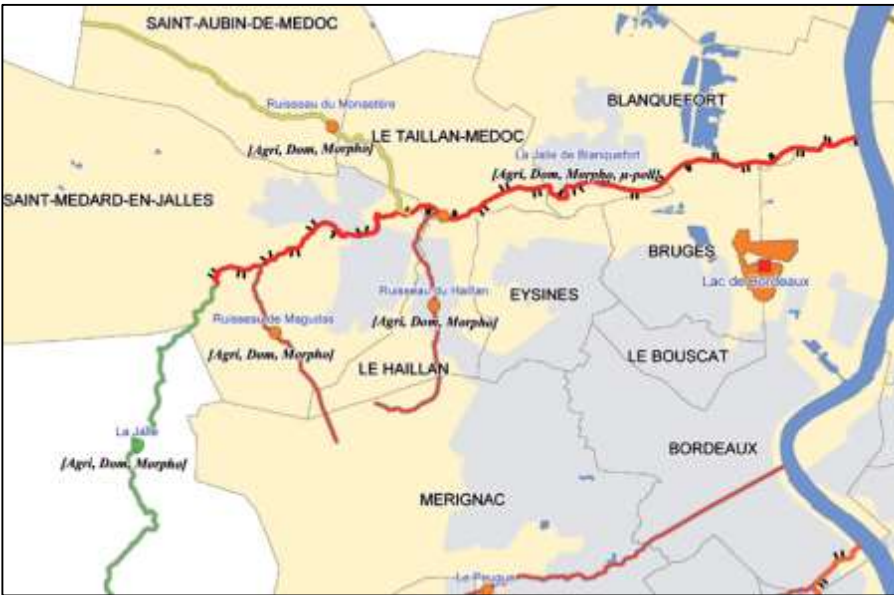 SAINT-AUBIN-DE-MEDOC
Ruisseau du Monastère
[Agri, Dom, Morpho]
LE TAILLAN-MEDOC
BLANQUEFORT
La Jalle de Blanquefort
[Agri, Dom, Morpho, µ-poll]
SAINT-MEDARD-EN-JALLES
BRUGES
Lac de Bordeaux
EYSINES
Ruisseau du Haillan
[Agri, Dom, Morpho]
Ruisseau de Magudas
[Agri, Dom, Morpho]
LE HAILLAN
LE BOUSCAT
La Jalle
[Agri, Dom, Morpho]
BORDEAUX
MERIGNAC
Le Peugue